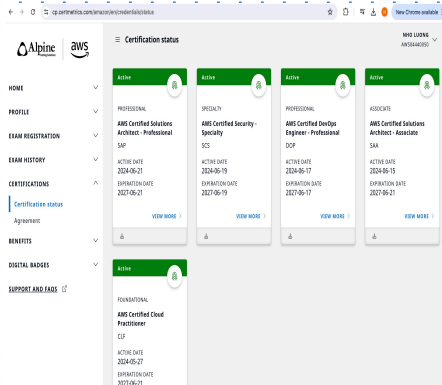 cp.certmetrics.com/amazon/en/credentials/status
New Chrome available
Alpine
aws
Certification status
NHO LUONG
AWS04440950
HOME
PROFILE
EXAM REGISTRATION
EXAM HISTORY
CERTIFICATIONS
Certification status
Agreement
BENEFITS
DIGITAL BADGES
SUPPORT AND FAQS
Active
PROFESSIONAL
AWS Certified Solutions
Architect - Professional
SAP
ACTIVE DATE
2024-06-21
EXPIRATION DATE
2027-06-21
VIEW MORE
Active
SPECIALTY
AWS Certified Security -
Specialty
SCS
ACTIVE DATE
2024-06-19
EXPIRATION DATE
2027-06-19
VIEW MORE
Active
PROFESSIONAL
AWS Certified DevOps
Engineer - Professional
DOP
ACTIVE DATE
2024-06-17
EXPIRATION DATE
2027-06-17
VIEW MORE
Active
ASSOCIATE
AWS Certified Solutions
Architect - Associate
SAA
ACTIVE DATE
2024-06-15
EXPIRATION DATE
2027-06-21
VIEW MORE
Active
FOUNDATIONAL
AWS Certified Cloud
Practitioner
CLF
ACTIVE DATE
2024-05-27
EXPIRATION DATE
2027-06-21